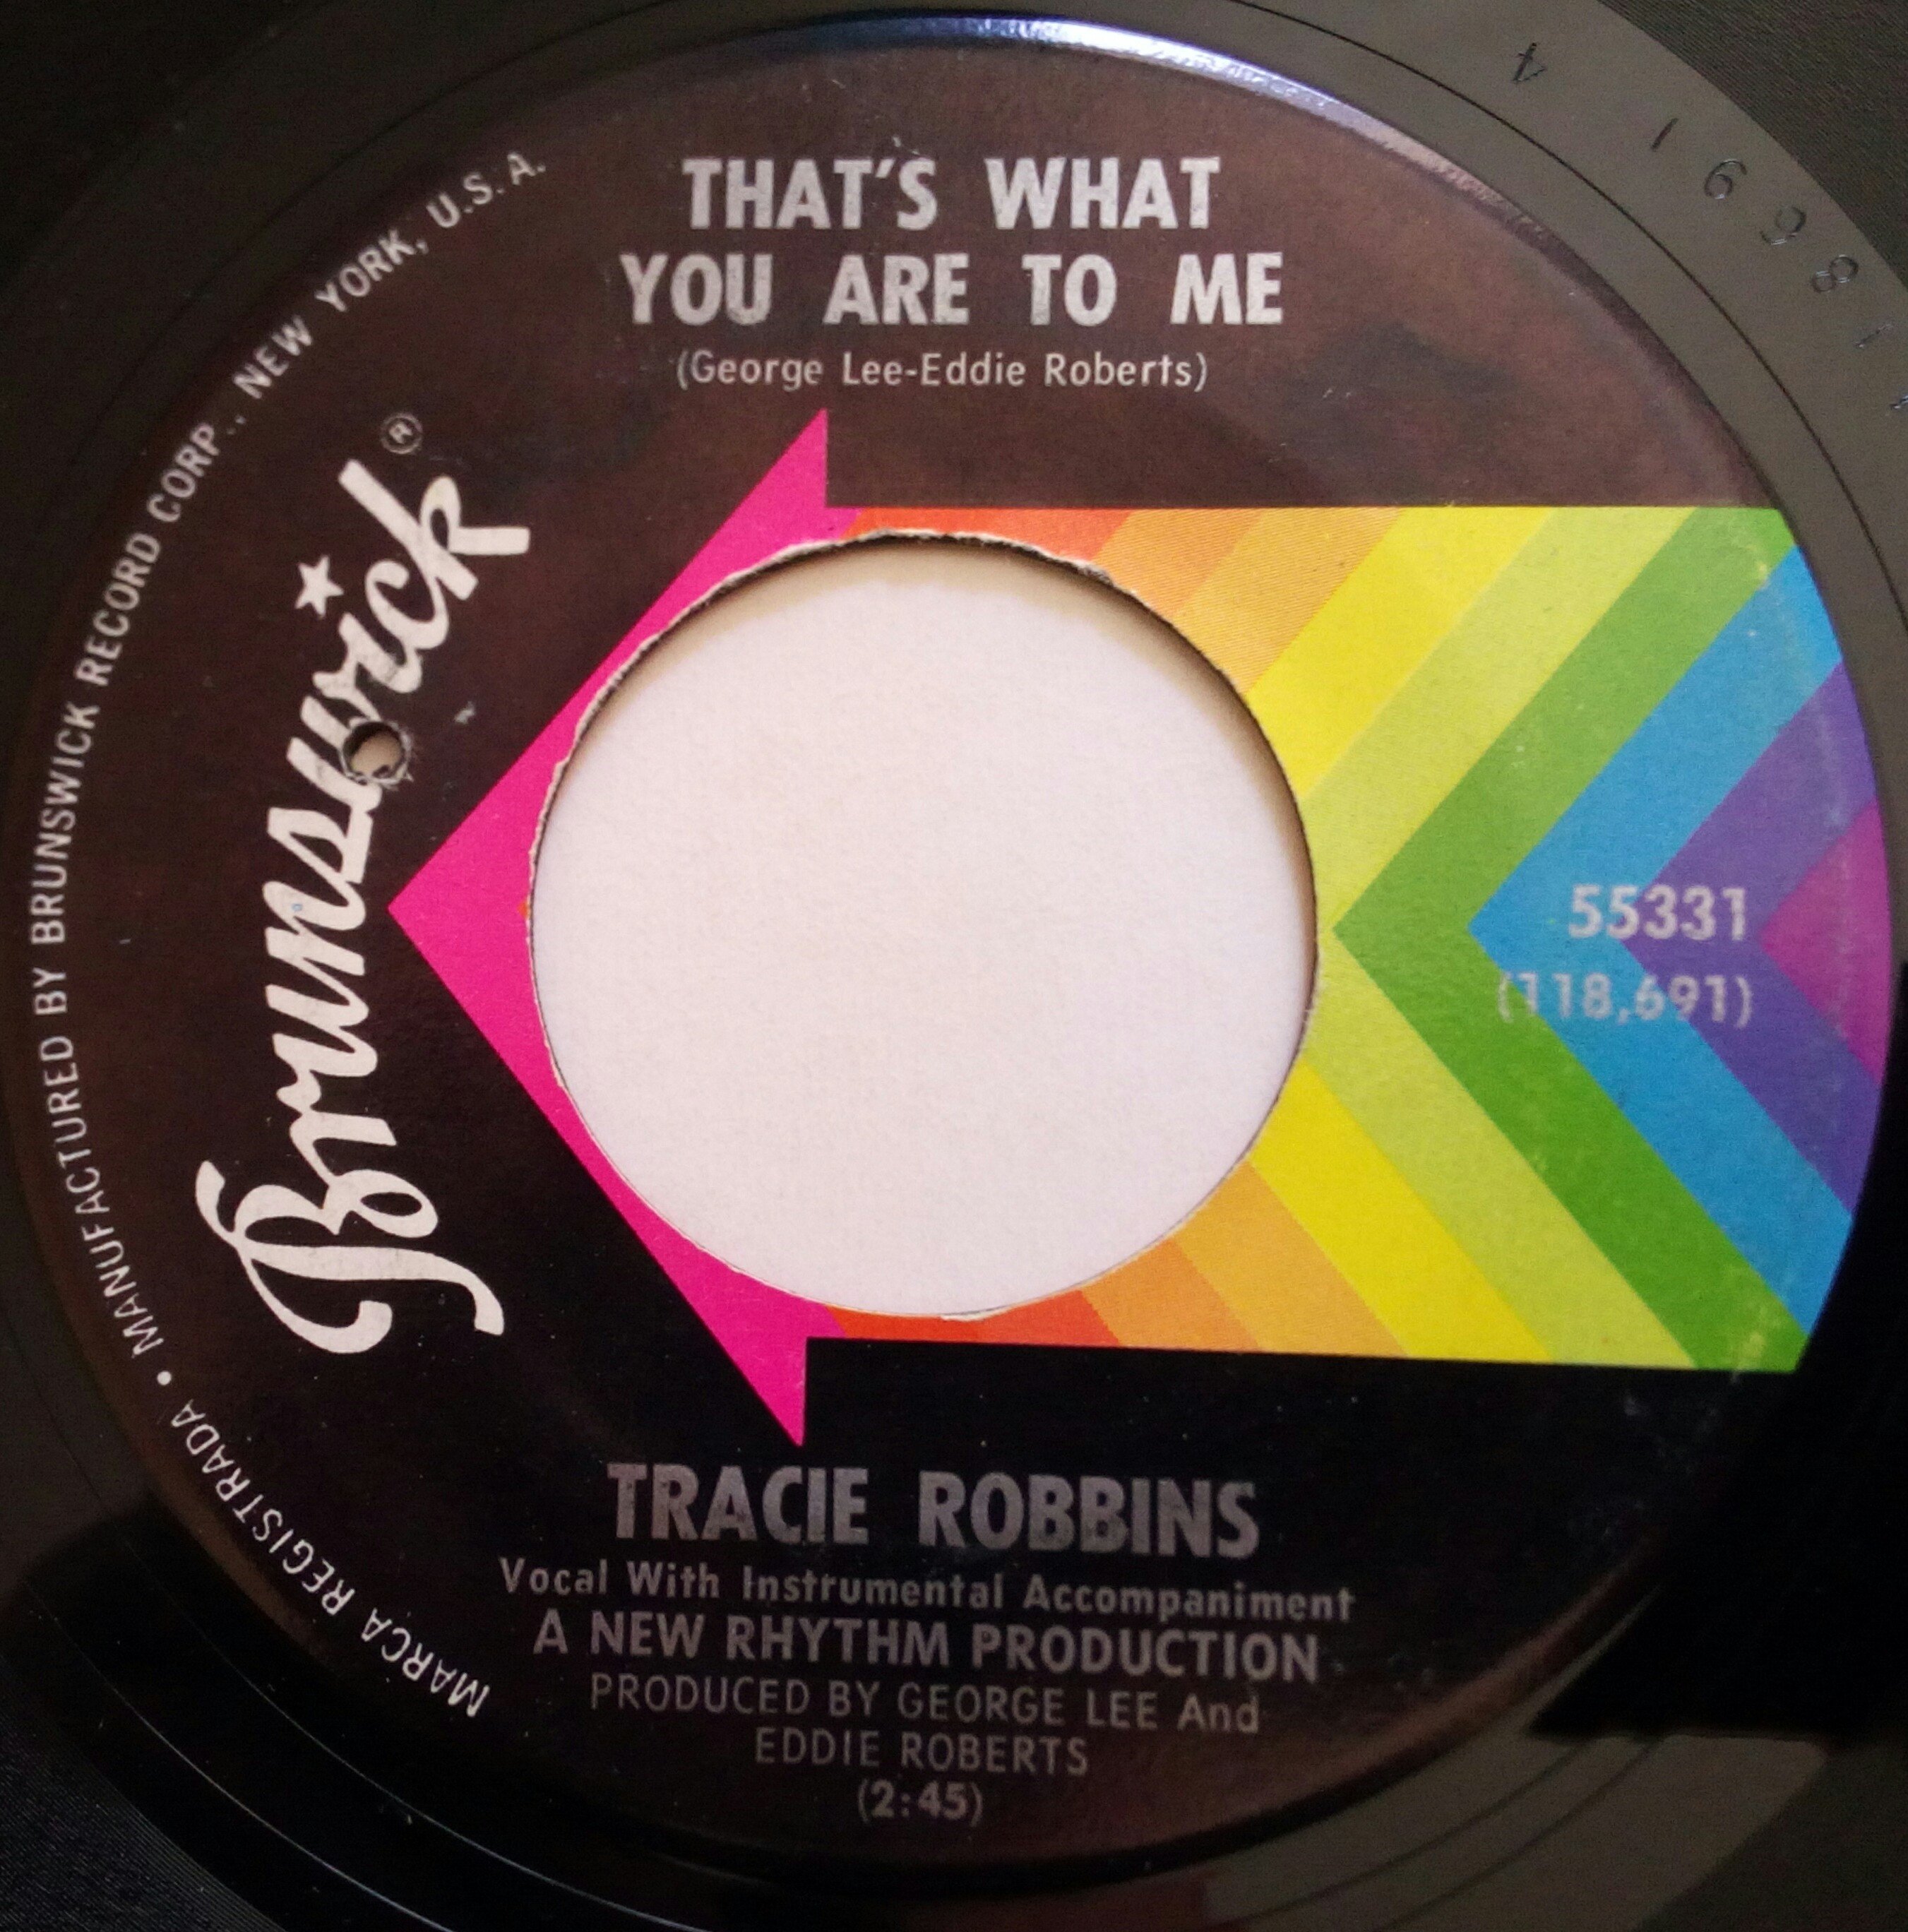 THAT'S WHAT
YOU ARE TO ME
(George Lee-Eddie Roberts)
Brunswick®
55331
(118,691)
TRACIE ROBBINS
Vocal With Instrumental Accompaniment
A NEW RHYTHM PRODUCTION
PRODUCED BY GEORGE LEE And
EDDIE ROBERTS
(2:45)
MARCA REGISTRADA • MANUFACTURED BY BRUNSWICK RECORD CORP., NEW YORK, U.S.A.